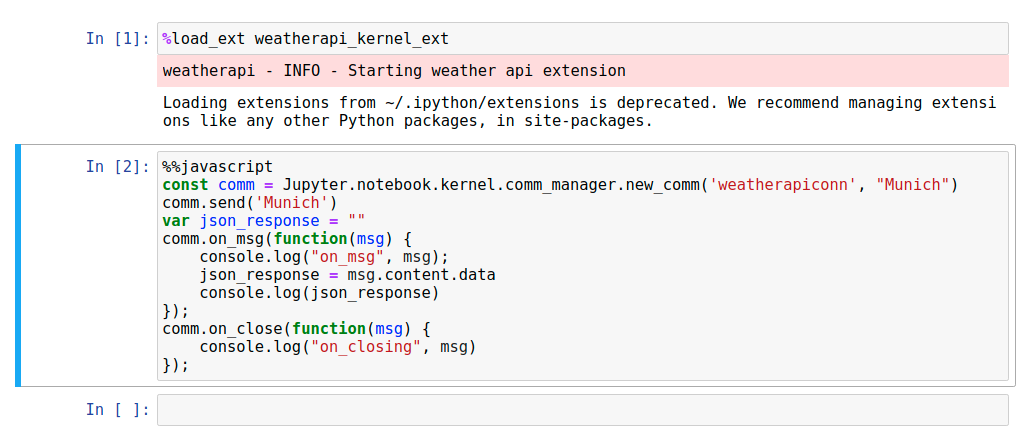 In [1]: %load_ext weatherapi_kernel_ext
weatherapi - INFO - Starting weather api extension
Loading extensions from ~/.ipython/extensions is deprecated. We recommend managing extensi
ons like any other Python packages, in site-packages.
In [2]: %%javascript
const comm = Jupyter.notebook.kernel.comm_manager.new_comm('weatherapiconn', "Munich")
comm.send('Munich')
var json_response = ""
comm.on_msg(function(msg) {
    console.log("on_msg", msg);
    json_response = msg.content.data
    console.log(json_response)
});
comm.on_close(function(msg) {
    console.log("on_closing", msg)
});
In [ ]: